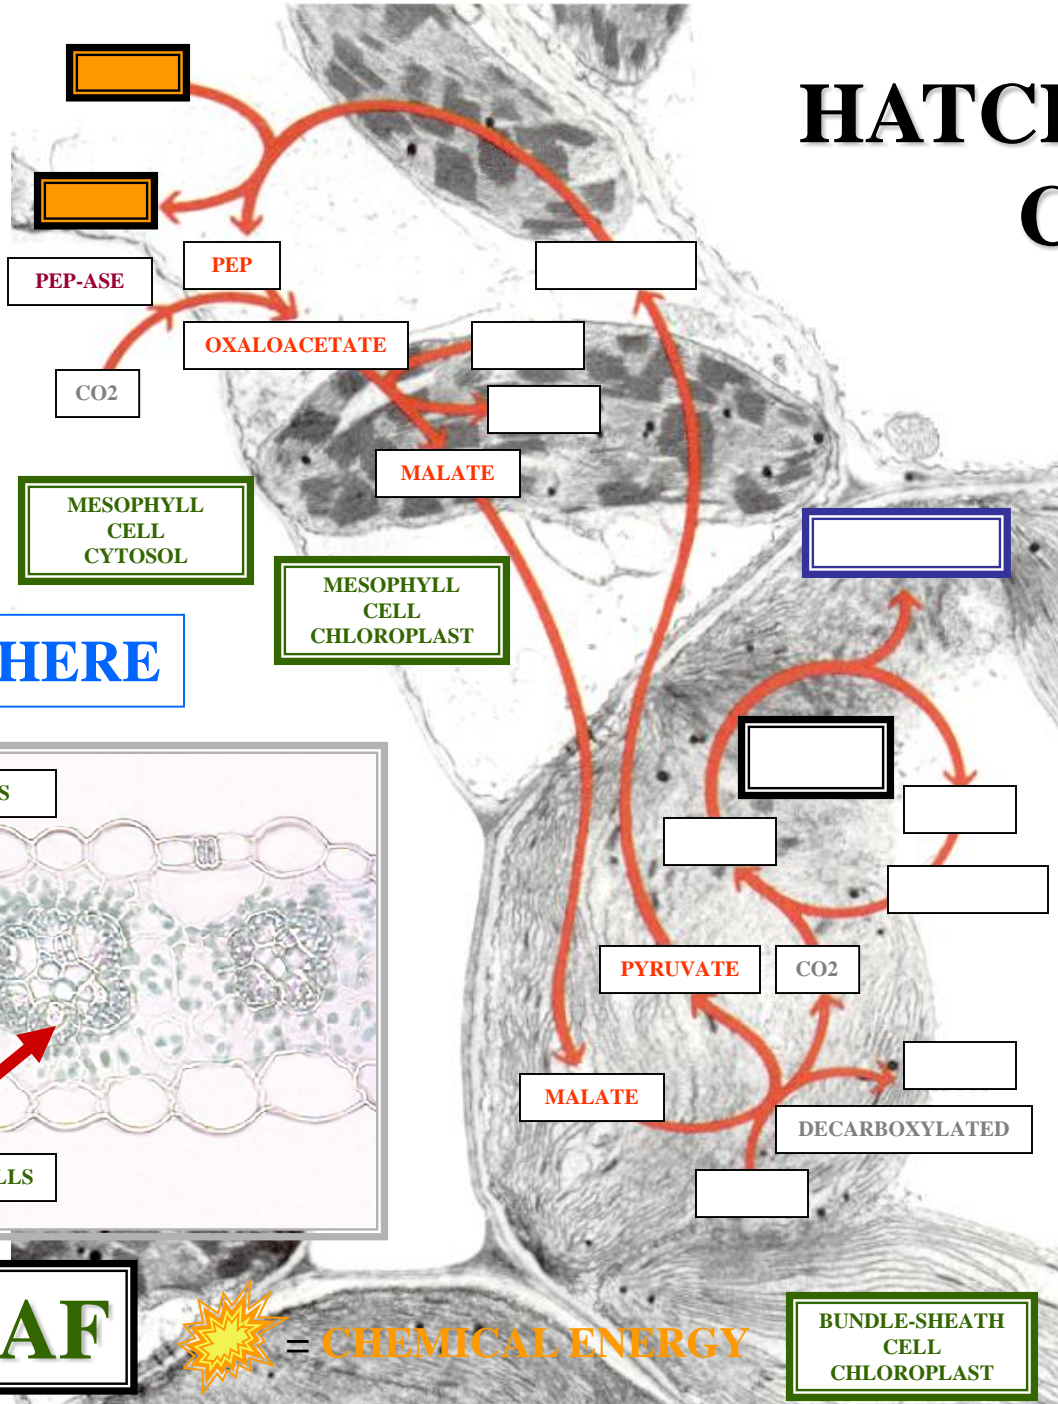 HATCH
C
PEP-ASE
PEP
OXALOACETATE
CO2
MALATE
MESOPHYLL
CELL
CYTOSOL
MESOPHYLL
CELL
CHLOROPLAST
HERE
S
PYRUVATE
CO2
MALATE
DECARBOXYLATED
LLS
AF
= CHEMICAL ENERGY
BUNDLE-SHEATH
CELL
CHLOROPLAST